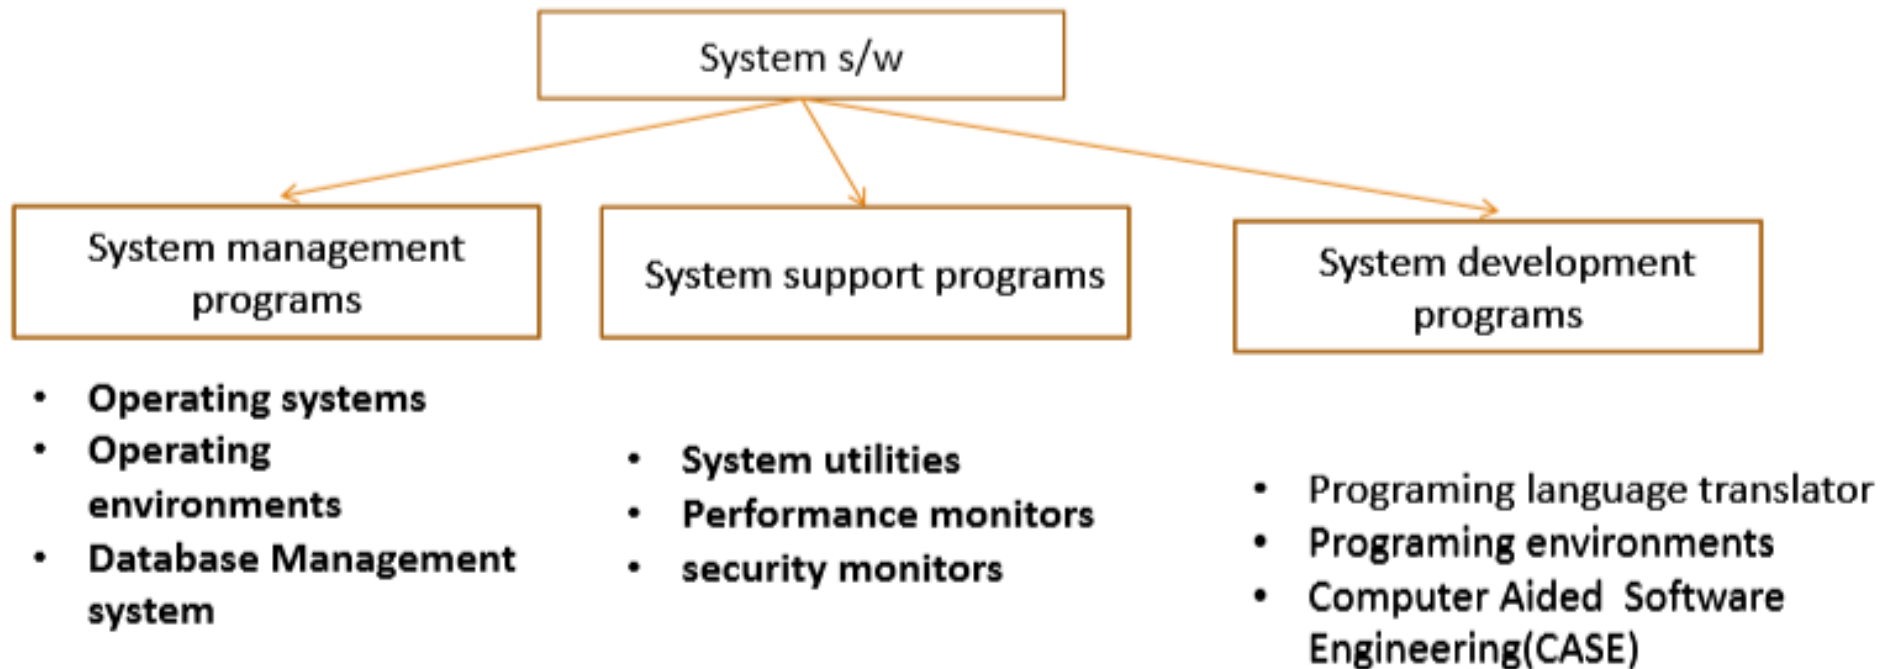 System s/w
System management
programs
System support programs
System development
programs
• Operating systems
• Operating
environments
• Database Management
system
• System utilities
• Performance monitors
• security monitors
• Programing language translator
• Programing environments
• Computer Aided Software
Engineering(CASE)